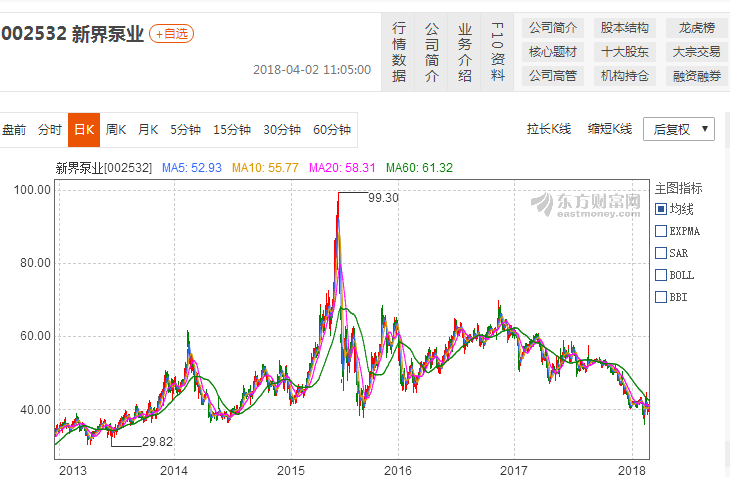 002532 新界泵业 +自选
2018-04-02 11:05:00
行情数据
公司简介
业务介绍
F10资料
公司简介 股本结构 龙虎榜
核心题材 十大股东 大宗交易
公司高管 机构持仓 融资融券
盘前 分时 日K 周K 月K 5分钟 15分钟 30分钟 60分钟 拉长K线 缩短K线 后复权
新界泵业[002532] MA5: 52.93 MA10: 55.77 MA20: 58.31 MA60: 61.32
100.00
80.00
60.00
40.00
99.30
29.82
东方财富网
eastmoney.com
主图指标
均线
EXPMA
SAR
BOLL
BBI
2013 2014 2015 2016 2017 2018